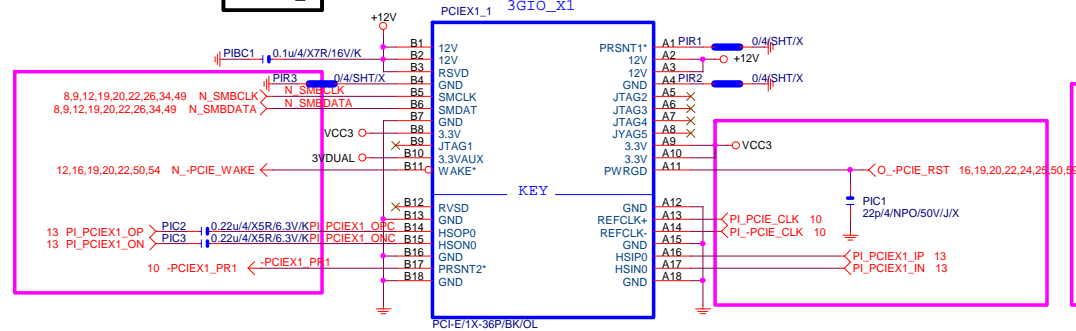 +12V
PCIEX1_1
3GIO_X1
PIBC1 0.1u/4/X7R/16V/K
B1 12V
B2 12V
B3 RSVD
B4 GND
B5 SMCLK
B6 SMDAT
B7 GND
B8 3.3V
B9 JTAG1
B10 3.3VAUX
B11 WAKE*
KEY
B12 RVSD
B13 GND
B14 HSOP0
B15 HSON0
B16 GND
B17 PRSNT2*
B18 GND
PIR3 0/4/SHT/X
8,9,12,19,20,22,26,34,49 N_SMBCLK N_SMBCLK
8,9,12,19,20,22,26,34,49 N_SMBDATA N_SMBDATA
VCC3
3VDUAL
12,16,19,20,22,50,54 N_-PCIE_WAKE
13 PI_PCIEX1_OP PIC2 0.22u/4/X5R/6.3V/K PI_PCIEX1_OPC
13 PI_PCIEX1_ON PIC3 0.22u/4/X5R/6.3V/K PI_PCIEX1_ONC
10 -PCIEX1_PR1 -PCIEX1_PR1
PRSNT1* A1 PIR1 0/4/SHT/X
12V A2 +12V
12V A3
GND A4 PIR2 0/4/SHT/X
JTAG2 A5
JTAG3 A6
JTAG4 A7
JYAG5 A8
3.3V A9 VCC3
3.3V A10
PWRGD A11 O_-PCIE_RST
PIC1
22p/4/NPO/50V/J/X
GND A12
REFCLK+ A13 PI_PCIE_CLK 10
REFCLK- A14 PI_-PCIE_CLK 10
GND A15
HSIP0 A16 PI_PCIEX1_IP 13
HSIN0 A17 PI_PCIEX1_IN 13
GND A18
PCI-E/1X-36P/BK/OL